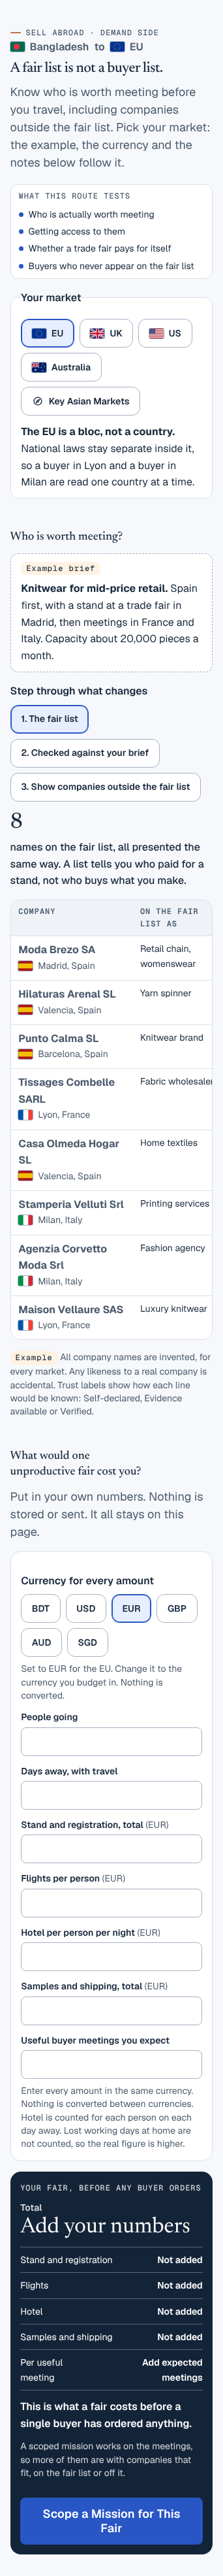 SELL ABROAD · DEMAND SIDE
Bangladesh to EU
A fair list is not a buyer list.
Know who is worth meeting before
you travel, including companies
outside the fair list. Pick your market:
the example, the currency and the
notes below follow it.
WHAT THIS ROUTE TESTS
Who is actually worth meeting
Getting access to them
Whether a trade fair pays for itself
Buyers who never appear on the fair list
Your market
EU
UK
US
Australia
Key Asian Markets
The EU is a bloc, not a country.
National laws stay separate inside it,
so a buyer in Lyon and a buyer in
Milan are read one country at a time.
Who is worth meeting?
Example brief
Knitwear for mid-price retail. Spain
first, with a stand at a trade fair in
Madrid, then meetings in France and
Italy. Capacity about 20,000 pieces a
month.
Step through what changes
1. The fair list
2. Checked against your brief
3. Show companies outside the fair list
8
names on the fair list, all presented the
same way. A list tells you who paid for a
stand, not who buys what you make.
COMPANY
ON THE FAIR
LIST AS
Moda Brezo SA
Madrid, Spain
Retail chain,
womenswear
Hilaturas Arenal SL
Valencia, Spain
Yarn spinner
Punto Calma SL
Barcelona, Spain
Knitwear brand
Tissages Combelle
SARL
Lyon, France
Fabric wholesaler
Casa Olmeda Hogar
SL
Valencia, Spain
Home textiles
Stamperia Velluti Srl
Milan, Italy
Printing services
Agenzia Corvetto
Moda Srl
Milan, Italy
Fashion agency
Maison Vellaure SAS
Lyon, France
Luxury knitwear
Example All company names are invented, for
every market. Any likeness to a real company is
accidental. Trust labels show how each line
would be known: Self-declared, Evidence
available or Verified.
What would one
unproductive fair cost you?
Put in your own numbers. Nothing is
stored or sent. It all stays on this
page.
Currency for every amount
BDT
USD
EUR
GBP
AUD
SGD
Set to EUR for the EU. Change it to the
currency you budget in. Nothing is
converted.
People going
Days away, with travel
Stand and registration, total (EUR)
Flights per person (EUR)
Hotel per person per night (EUR)
Samples and shipping, total (EUR)
Useful buyer meetings you expect
Enter every amount in the same currency.
Nothing is converted between currencies.
Hotel is counted for each person on each
day away. Lost working days at home are
not counted, so the real figure is higher.
YOUR FAIR, BEFORE ANY BUYER ORDERS
Total
Add your numbers
Stand and registration Not added
Flights Not added
Hotel Not added
Samples and shipping Not added
Per useful
meeting
Add expected
meetings
This is what a fair costs before a
single buyer has ordered anything.
A scoped mission works on the meetings,
so more of them are with companies that
fit, on the fair list or off it.
Scope a Mission for This
Fair